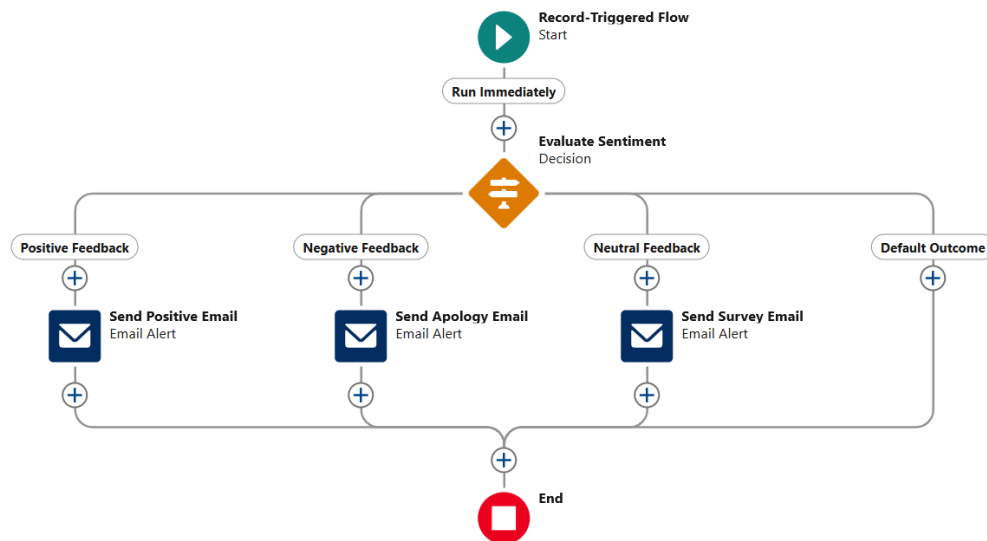 Record-Triggered Flow
Start
Run Immediately
Evaluate Sentiment
Decision
Positive Feedback
Negative Feedback
Neutral Feedback
Default Outcome
Send Positive Email
Email Alert
Send Apology Email
Email Alert
Send Survey Email
Email Alert
End